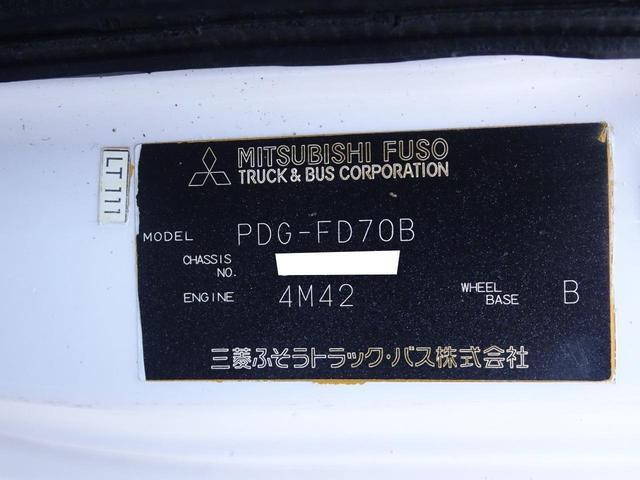 MITSUBISHI FUSO
TRUCK & BUS CORPORATION
LT111
MODEL PDG-FD70B
CHASSIS NO.
ENGINE 4M42 WHEEL BASE B
三菱ふそうトラック・バス株式会社